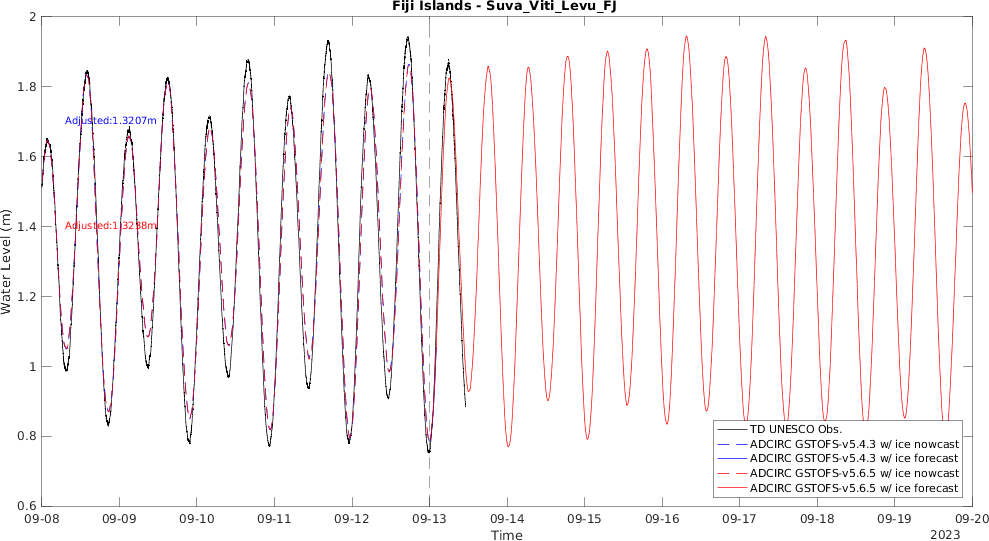 Fiji Islands - Suva_Viti_Levu_FJ
Water Level (m)
2
1.8
1.6
1.4
1.2
1
0.8
0.6
Adjusted:1.3207m
Adjusted:1.3238m
TD UNESCO Obs.
ADCIRC GSTOFS-v5.4.3 w/ ice nowcast
ADCIRC GSTOFS-v5.4.3 w/ ice forecast
ADCIRC GSTOFS-v5.6.5 w/ ice nowcast
ADCIRC GSTOFS-v5.6.5 w/ ice forecast
09-08 09-09 09-10 09-11 09-12 09-13 09-14 09-15 09-16 09-17 09-18 09-19 09-20
Time
2023